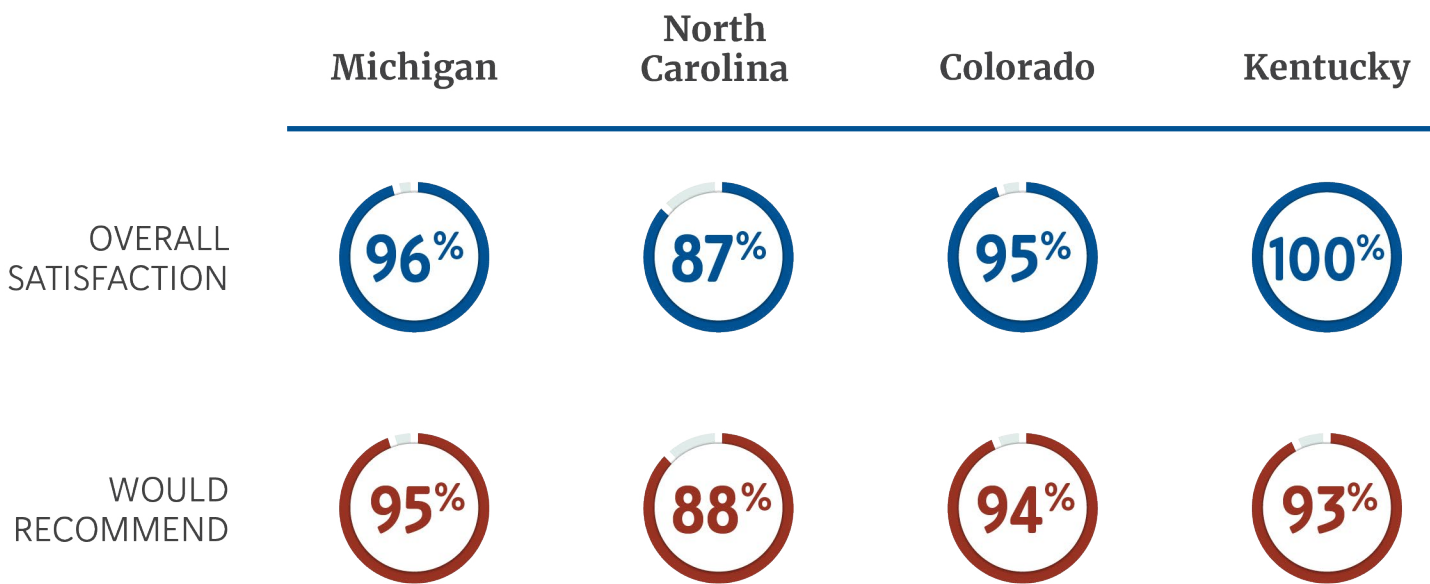 Michigan
North
Carolina
Colorado
Kentucky
OVERALL
SATISFACTION
96%
87%
95%
100%
WOULD
RECOMMEND
95%
88%
94%
93%